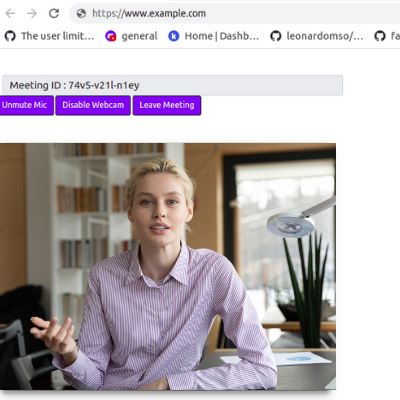 https://www.example.com
The user limit... general Home | Dashb... leonardomso/... fa
Meeting ID : 74v5-v21l-n1ey
Unmute Mic Disable Webcam Leave Meeting